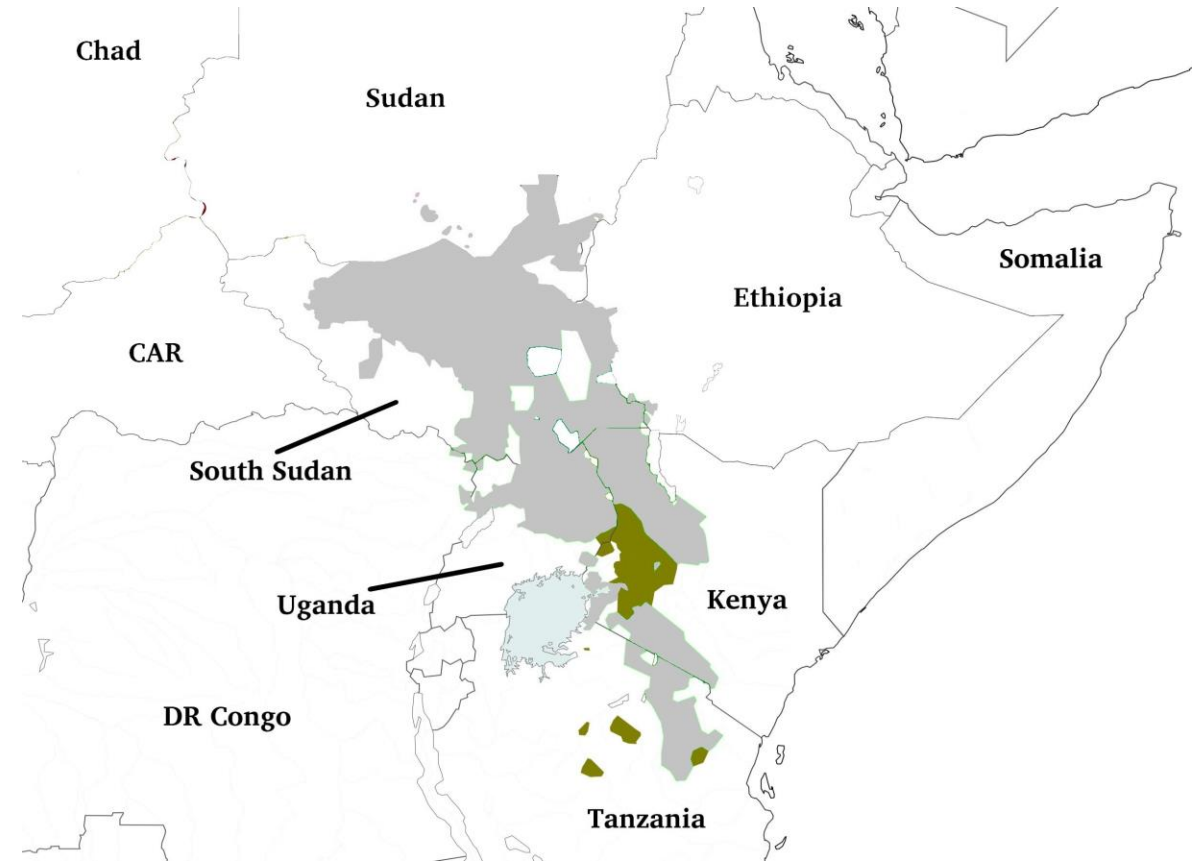 Chad
Sudan
Somalia
Ethiopia
CAR
South Sudan
Uganda
Kenya
DR Congo
Tanzania